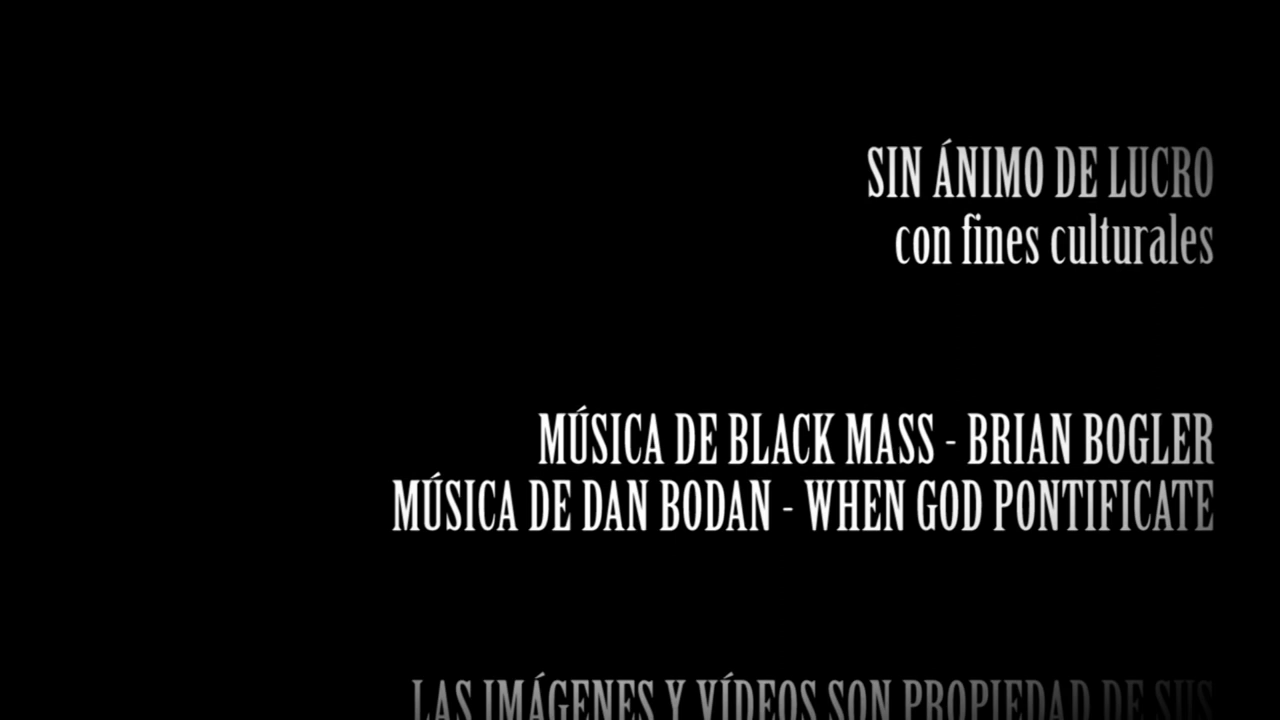 SIN ÁNIMO DE LUCRO
con fines culturales
MÚSICA DE BLACK MASS - BRIAN BOGLER
MÚSICA DE DAN BODAN - WHEN GOD PONTIFICATE
LAS IMÁGENES Y VÍDEOS SON PROPIEDAD DE SUS